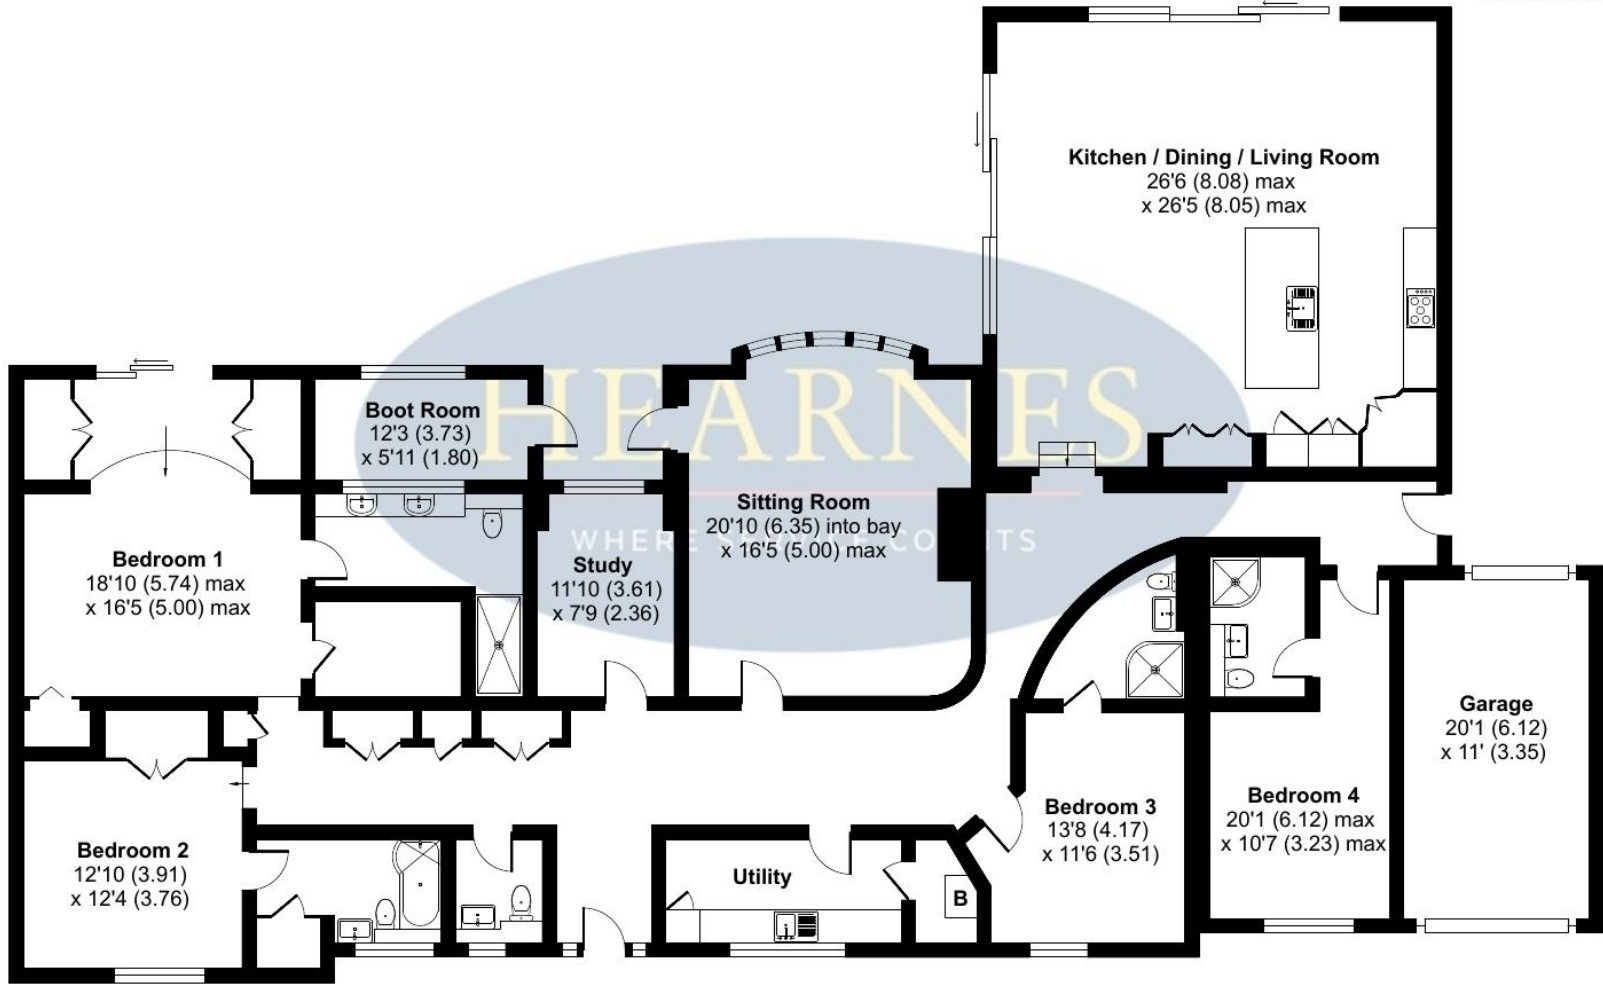 Kitchen / Dining / Living Room
26'6 (8.08) max
x 26'5 (8.05) max
HEARNES
WHERE SERVICE COUNTS
Boot Room
12'3 (3.73)
x 5'11 (1.80)
Sitting Room
20'10 (6.35) into bay
x 16'5 (5.00) max
Bedroom 1
18'10 (5.74) max
x 16'5 (5.00) max
Study
11'10 (3.61)
x 7'9 (2.36)
Garage
20'1 (6.12)
x 11' (3.35)
Bedroom 4
20'1 (6.12) max
x 10'7 (3.23) max
Bedroom 3
13'8 (4.17)
x 11'6 (3.51)
Bedroom 2
12'10 (3.91)
x 12'4 (3.76)
Utility
B